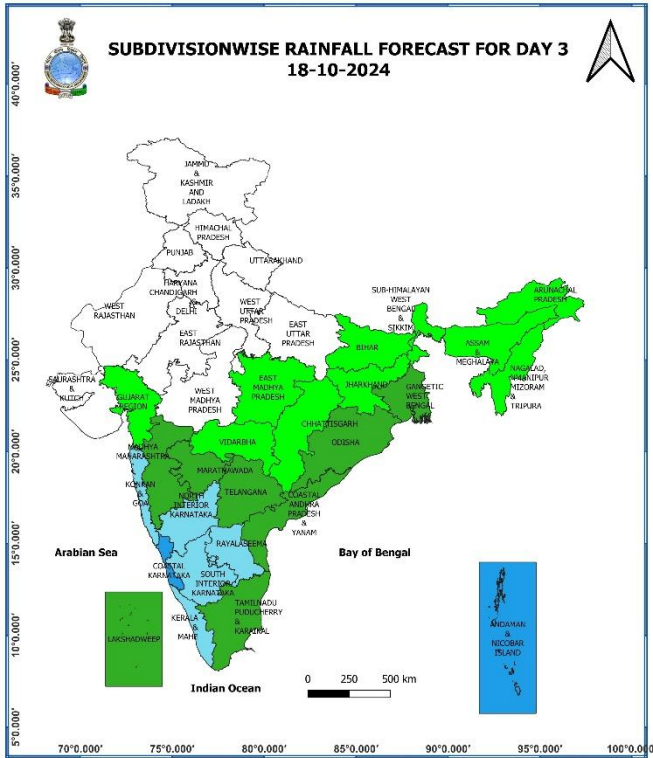 SUBDIVISIONWISE RAINFALL FORECAST FOR DAY 3
18-10-2024
40°0.000'
35°0.000'
30°0.000'
25°0.000'
20°0.000'
15°0.000'
10°0.000'
5°0.000'
JAMMU
&
KASHMIR
AND
LADAKH
HIMACHAL
PRADESH
PUNJAB
UTTARAKHAND
HARYANA
CHANDIGARH
&
DELHI
WEST
RAJASTHAN
WEST
UTTAR
PRADESH
EAST
RAJASTHAN
EAST
UTTAR
PRADESH
SUB-HIMALAYAN
WEST
BENGAL
&
SIKKIM
ARUNACHAL
PRADESH
ASSAM
&
MEGHALAYA
NAGALAD,
MANIPUR
MIZORAM
&
TRIPURA
BIHAR
SAURASHTRA
&
KUTCH
GUJARAT
REGION
WEST
MADHYA
PRADESH
EAST
MADHYA
PRADESH
JHARKHAND
GANGETIC
WEST
BENGAL
CHHATTISGARH
ODISHA
VIDARBHA
MADHYA
MAHARASHTRA
MARATHAWADA
KONKAN
&
GOA
NORTH
INTERIOR
KARNATAKA
TELANGANA
COASTAL
ANDHRA
PRADESH
&
YANAM
RAYALASEEMA
Arabian Sea
Bay of Bengal
COASTAL
KARNATAKA
SOUTH
INTERIOR
KARNATAKA
TAMILNADU
PUDUCHERRY
&
KARAIKAL
KERALA
&
MAHE
LAKSHADWEEP
ANDAMAN
&
NICOBAR
ISLAND
Indian Ocean
0 250 500 km
70°0.000' 75°0.000' 80°0.000' 85°0.000' 90°0.000' 95°0.000' 100°0.000'